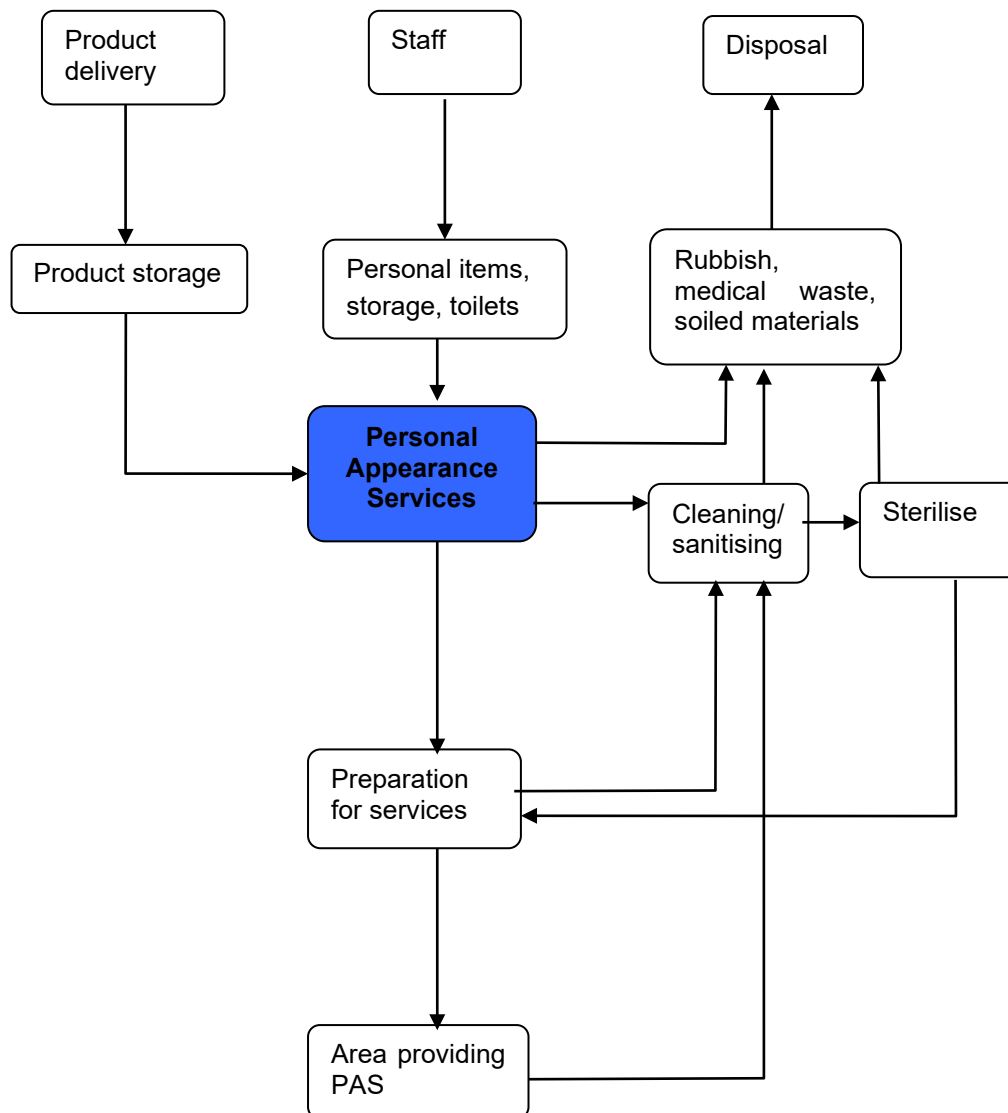 Product
delivery
Staff
Disposal
Product storage
Personal items,
storage, toilets
Rubbish,
medical waste,
soiled materials
Personal
Appearance
Services
Cleaning/
sanitising
Sterilise
Preparation
for services
Area providing
PAS